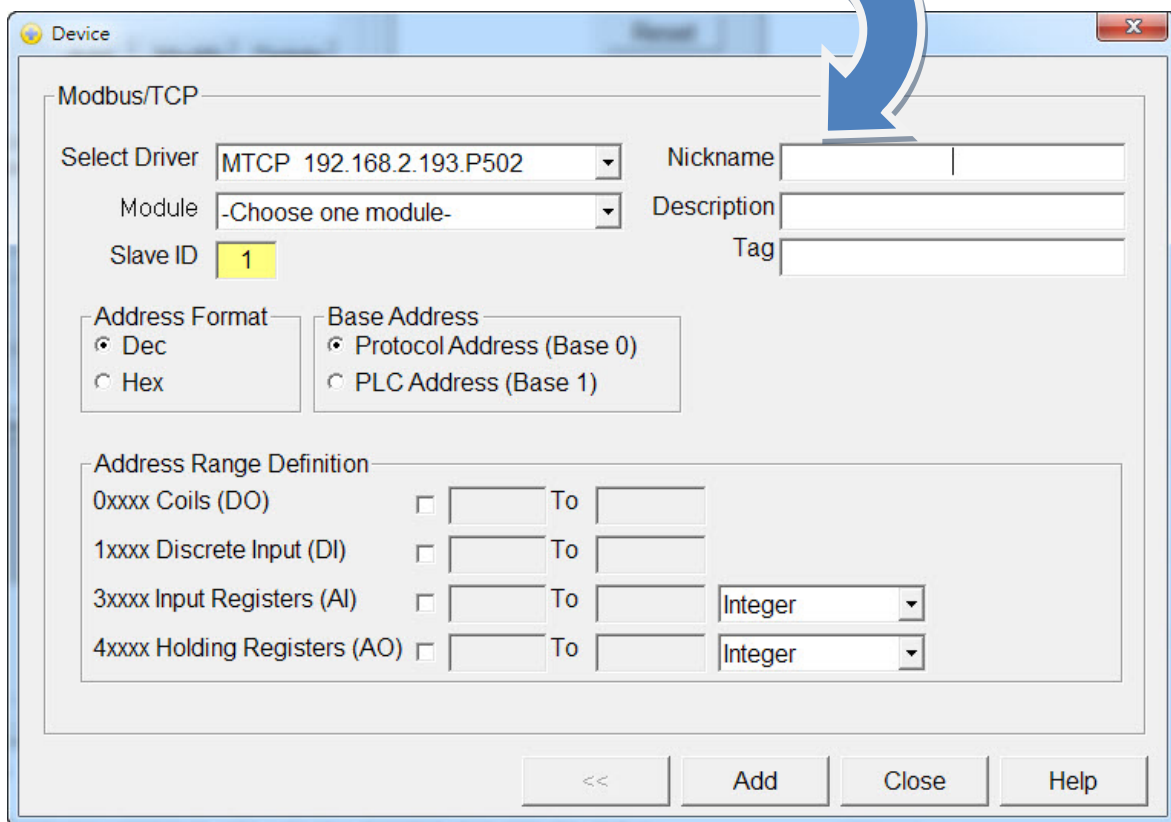 Device
Reset
Modbus/TCP
Select Driver MTCP 192.168.2.193.P502 Nickname
Module -Choose one module- Description
Slave ID 1 Tag
Address Format Base Address
Dec Protocol Address (Base 0)
Hex PLC Address (Base 1)
Address Range Definition
0xxxx Coils (DO) To
1xxxx Discrete Input (DI) To
3xxxx Input Registers (AI) To Integer
4xxxx Holding Registers (AO) To Integer
<< Add Close Help